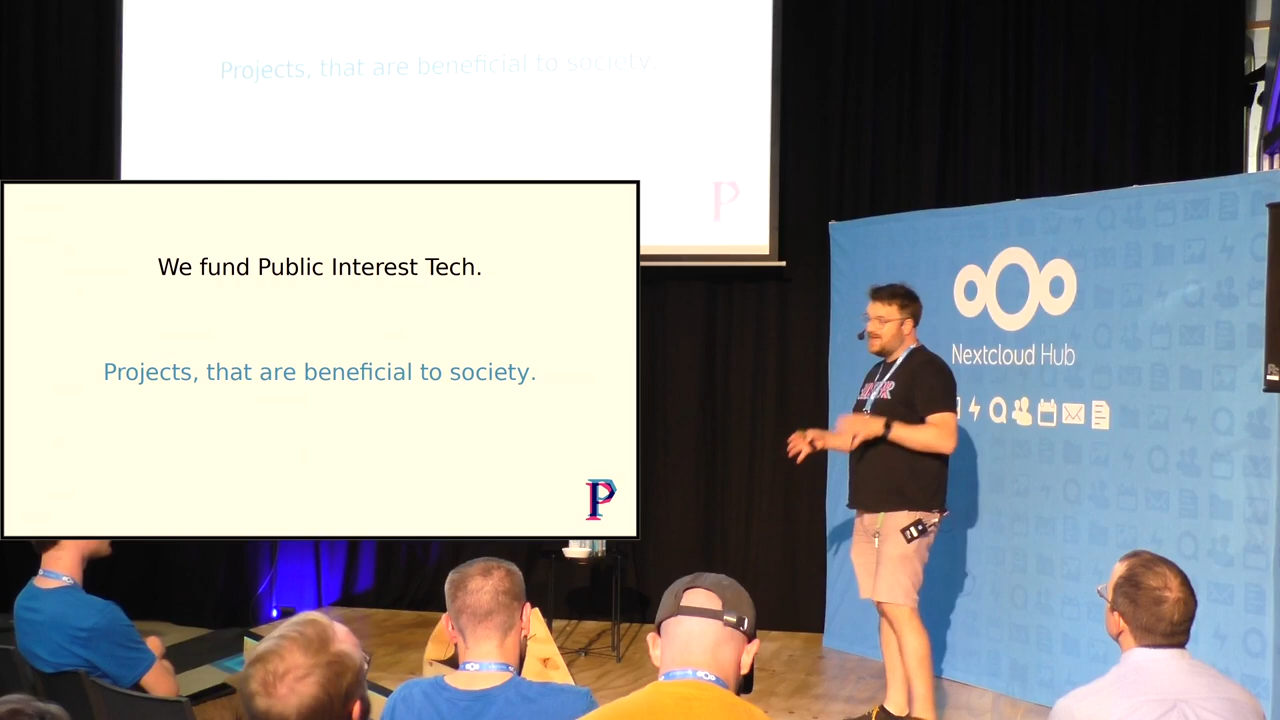 Projects, that are beneficial to society.
P
We fund Public Interest Tech.
Projects, that are beneficial to society.
P
Nextcloud Hub